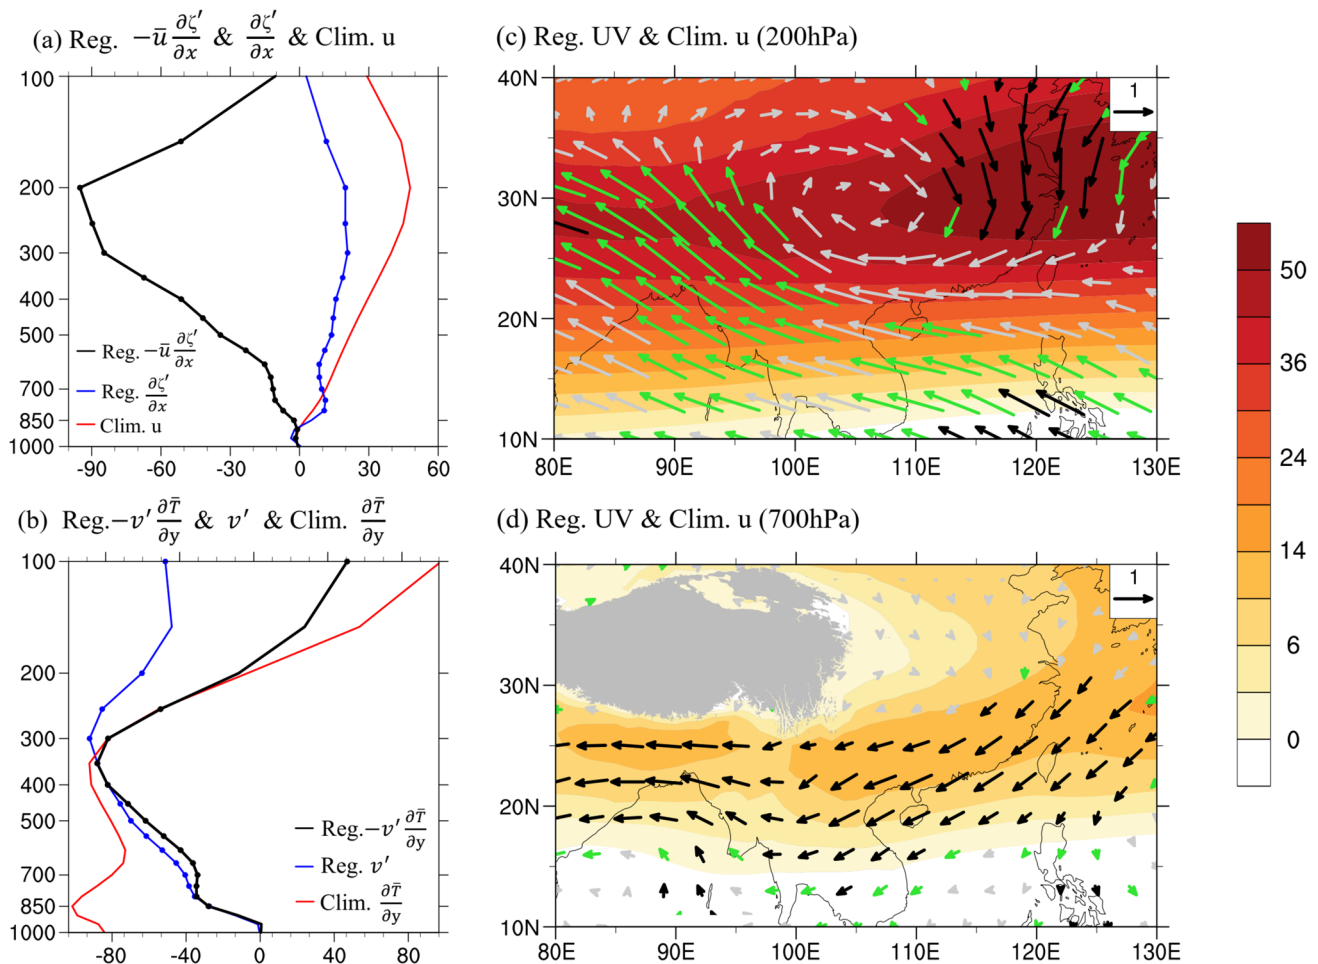 (a) Reg. −u̅ ∂ζ′/∂x & ∂ζ′/∂x & Clim. u
100
200
300
400
500
700
850
1000
-90 -60 -30 0 30 60
Reg. −u̅ ∂ζ′/∂x
Reg. ∂ζ′/∂x
Clim. u
(c) Reg. UV & Clim. u (200hPa)
40N
30N
20N
10N
80E 90E 100E 110E 120E 130E
1
(b) Reg.−v′ ∂T̅/∂y & v′ & Clim. ∂T̅/∂y
100
200
300
400
500
700
850
1000
-80 -40 0 40 80
Reg.−v′ ∂T̅/∂y
Reg. v′
Clim. ∂T̅/∂y
(d) Reg. UV & Clim. u (700hPa)
40N
30N
20N
10N
80E 90E 100E 110E 120E 130E
1
50
36
24
14
6
0